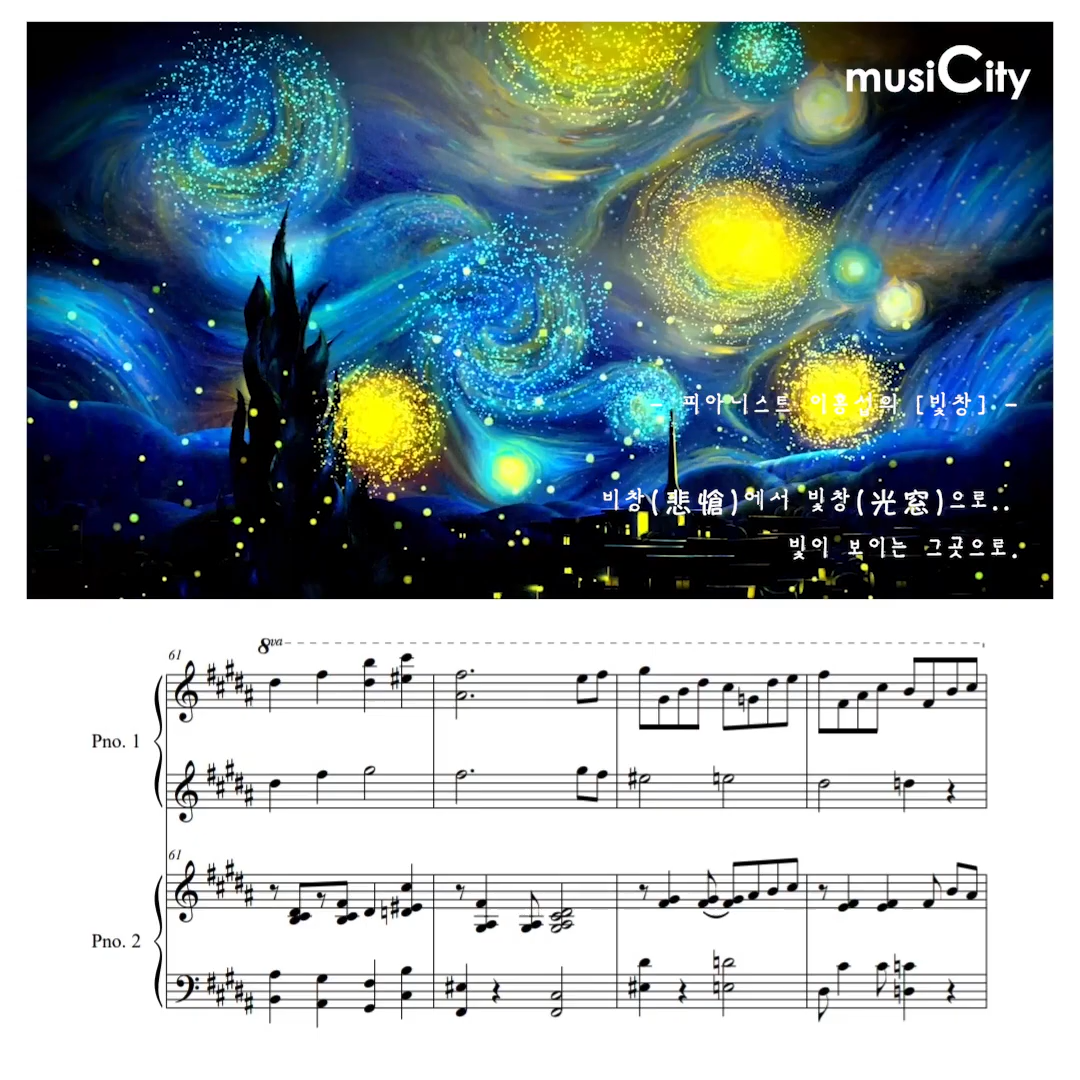 musiCity
- 피아니스트 이홍섭의 [빛창] -
비창(悲愴)에서 빛창(光窓)으로..
빛이 보이는 그곳으로.
8va
61
Pno. 1
61
Pno. 2